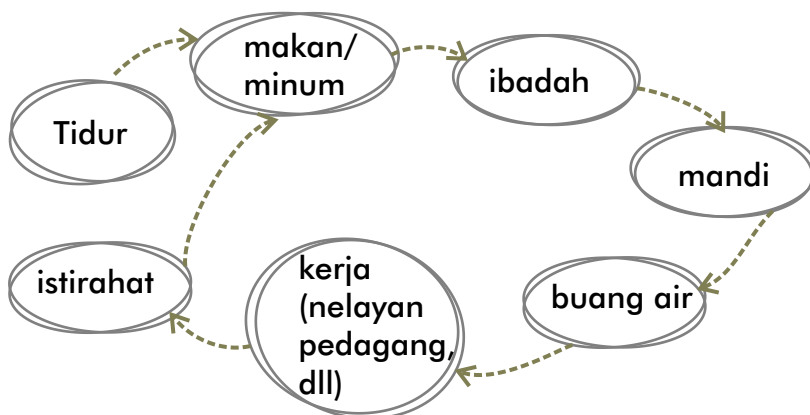 Tidur
makan/
minum
ibadah
mandi
buang air
kerja
(nelayan
pedagang,
dll)
istirahat